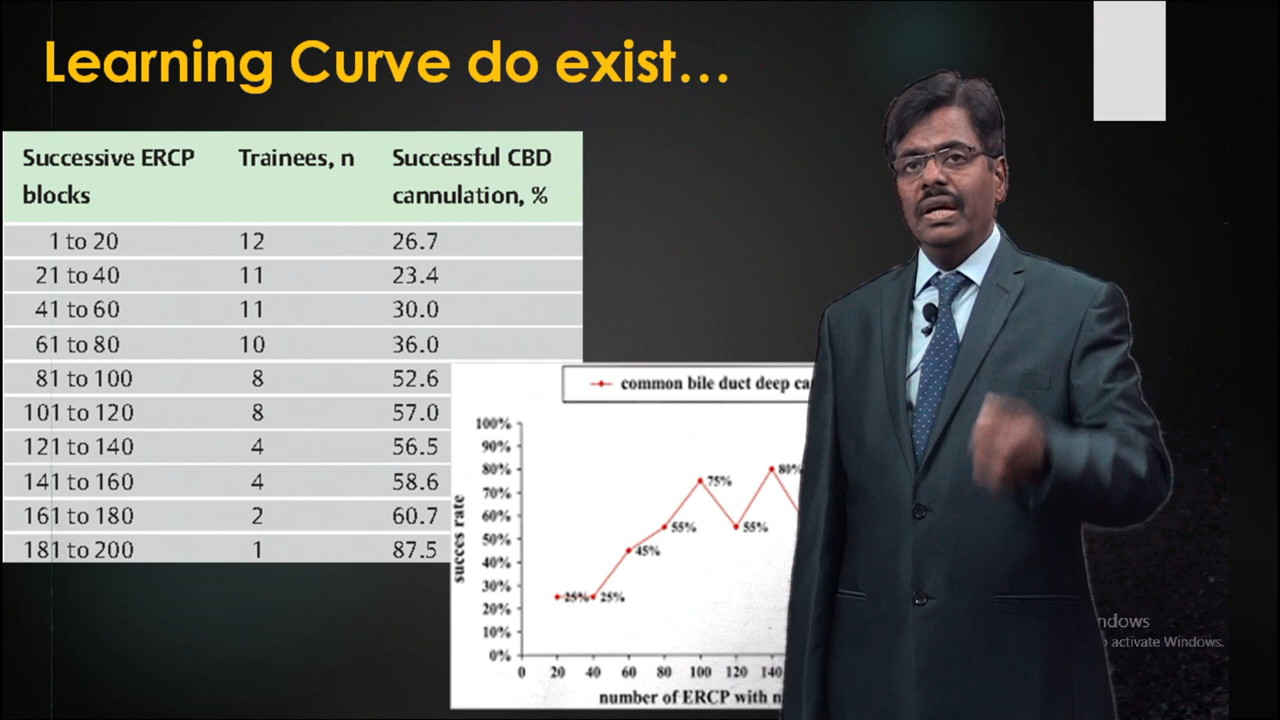 Learning Curve do exist...
Successive ERCP blocks Trainees, n Successful CBD cannulation, %
1 to 20 12 26.7
21 to 40 11 23.4
41 to 60 11 30.0
61 to 80 10 36.0
81 to 100 8 52.6
101 to 120 8 57.0
121 to 140 4 56.5
141 to 160 4 58.6
161 to 180 2 60.7
181 to 200 1 87.5
common bile duct deep
100%
90%
80%
70%
60%
50%
40%
30%
20%
10%
0%
succes rate
25% 25% 45% 55% 75% 55% 80%
0 20 40 60 80 100 120 140
number of ERCP with
activate Windows.